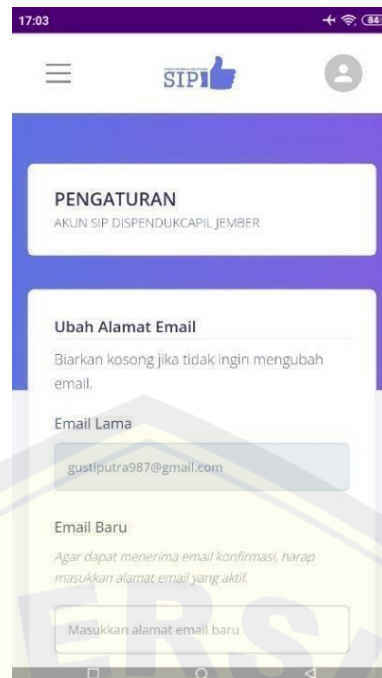 17:03
84
SIP
PENGATURAN
AKUN SIP DISPENDUKCAPIL JEMBER
Ubah Alamat Email
Biarkan kosong jika tidak ingin mengubah
email.
Email Lama
gustiputra987@gmail.com
Email Baru
Agar dapat menerima email konfirmasi, harap
masukkan alamat email yang aktif.
Masukkan alamat email baru
ERSA